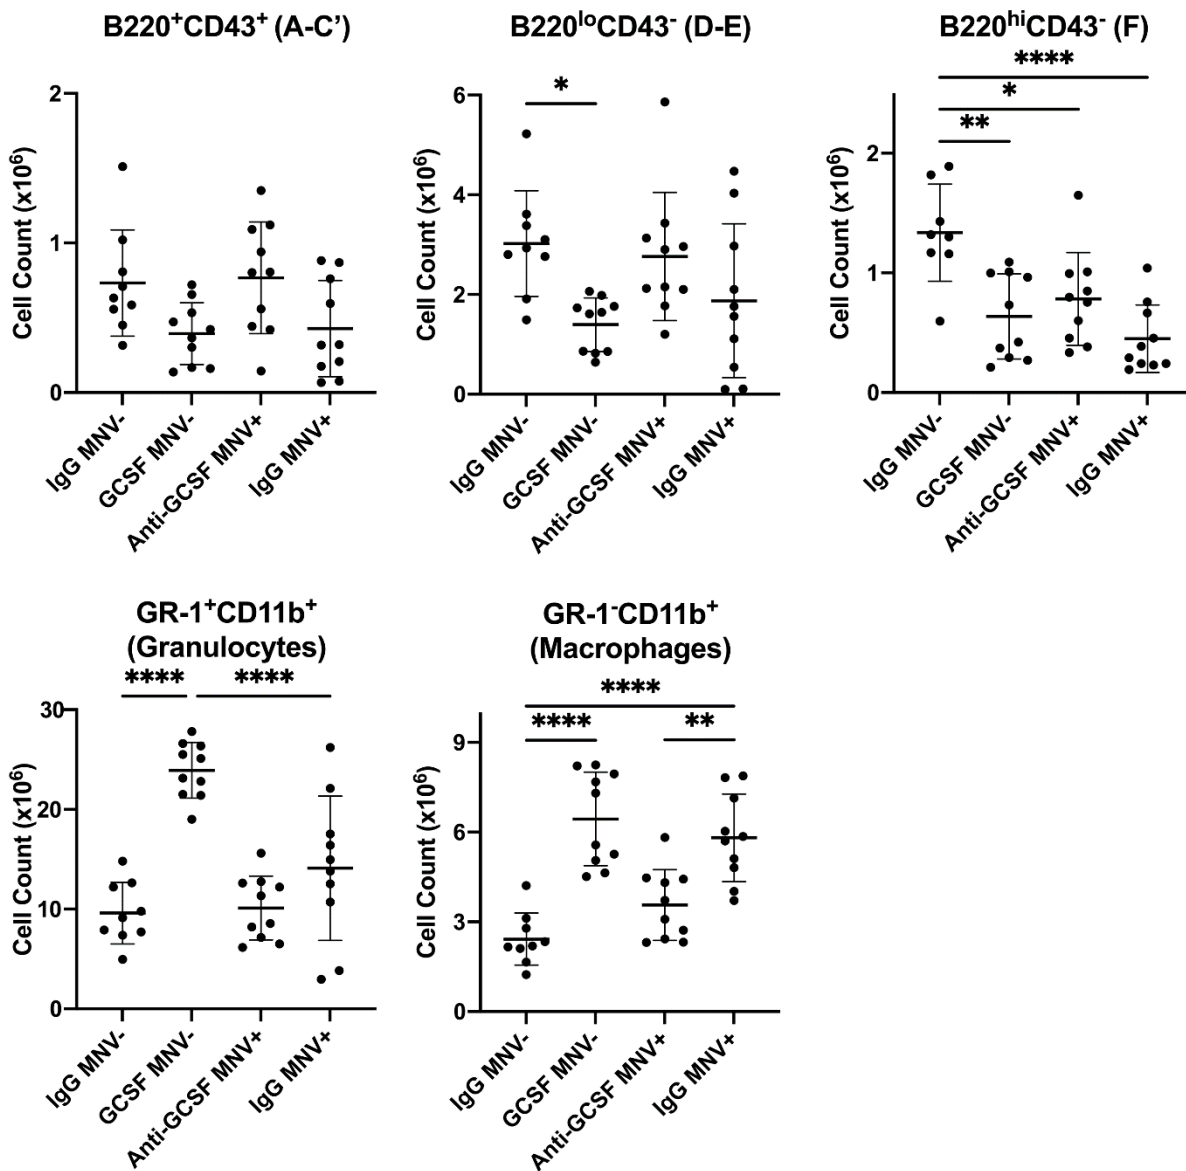 B220⁺CD43⁺ (A-C’)
2
1
0
Cell Count (x10⁶)
IgG MNV-
GCSF MNV-
Anti-GCSF MNV+
IgG MNV+
B220ˡᵒCD43⁻ (D-E)
*
6
4
2
0
Cell Count (x10⁶)
IgG MNV-
GCSF MNV-
Anti-GCSF MNV+
IgG MNV+
B220ʰⁱCD43⁻ (F)
****
*
**
2
1
0
Cell Count (x10⁶)
IgG MNV-
GCSF MNV-
Anti-GCSF MNV+
IgG MNV+
GR-1⁺CD11b⁺
(Granulocytes)
**** ****
30
20
10
0
Cell Count (x10⁶)
IgG MNV-
GCSF MNV-
Anti-GCSF MNV+
IgG MNV+
GR-1⁻CD11b⁺
(Macrophages)
****
**** **
9
6
3
0
Cell Count (x10⁶)
IgG MNV-
GCSF MNV-
Anti-GCSF MNV+
IgG MNV+